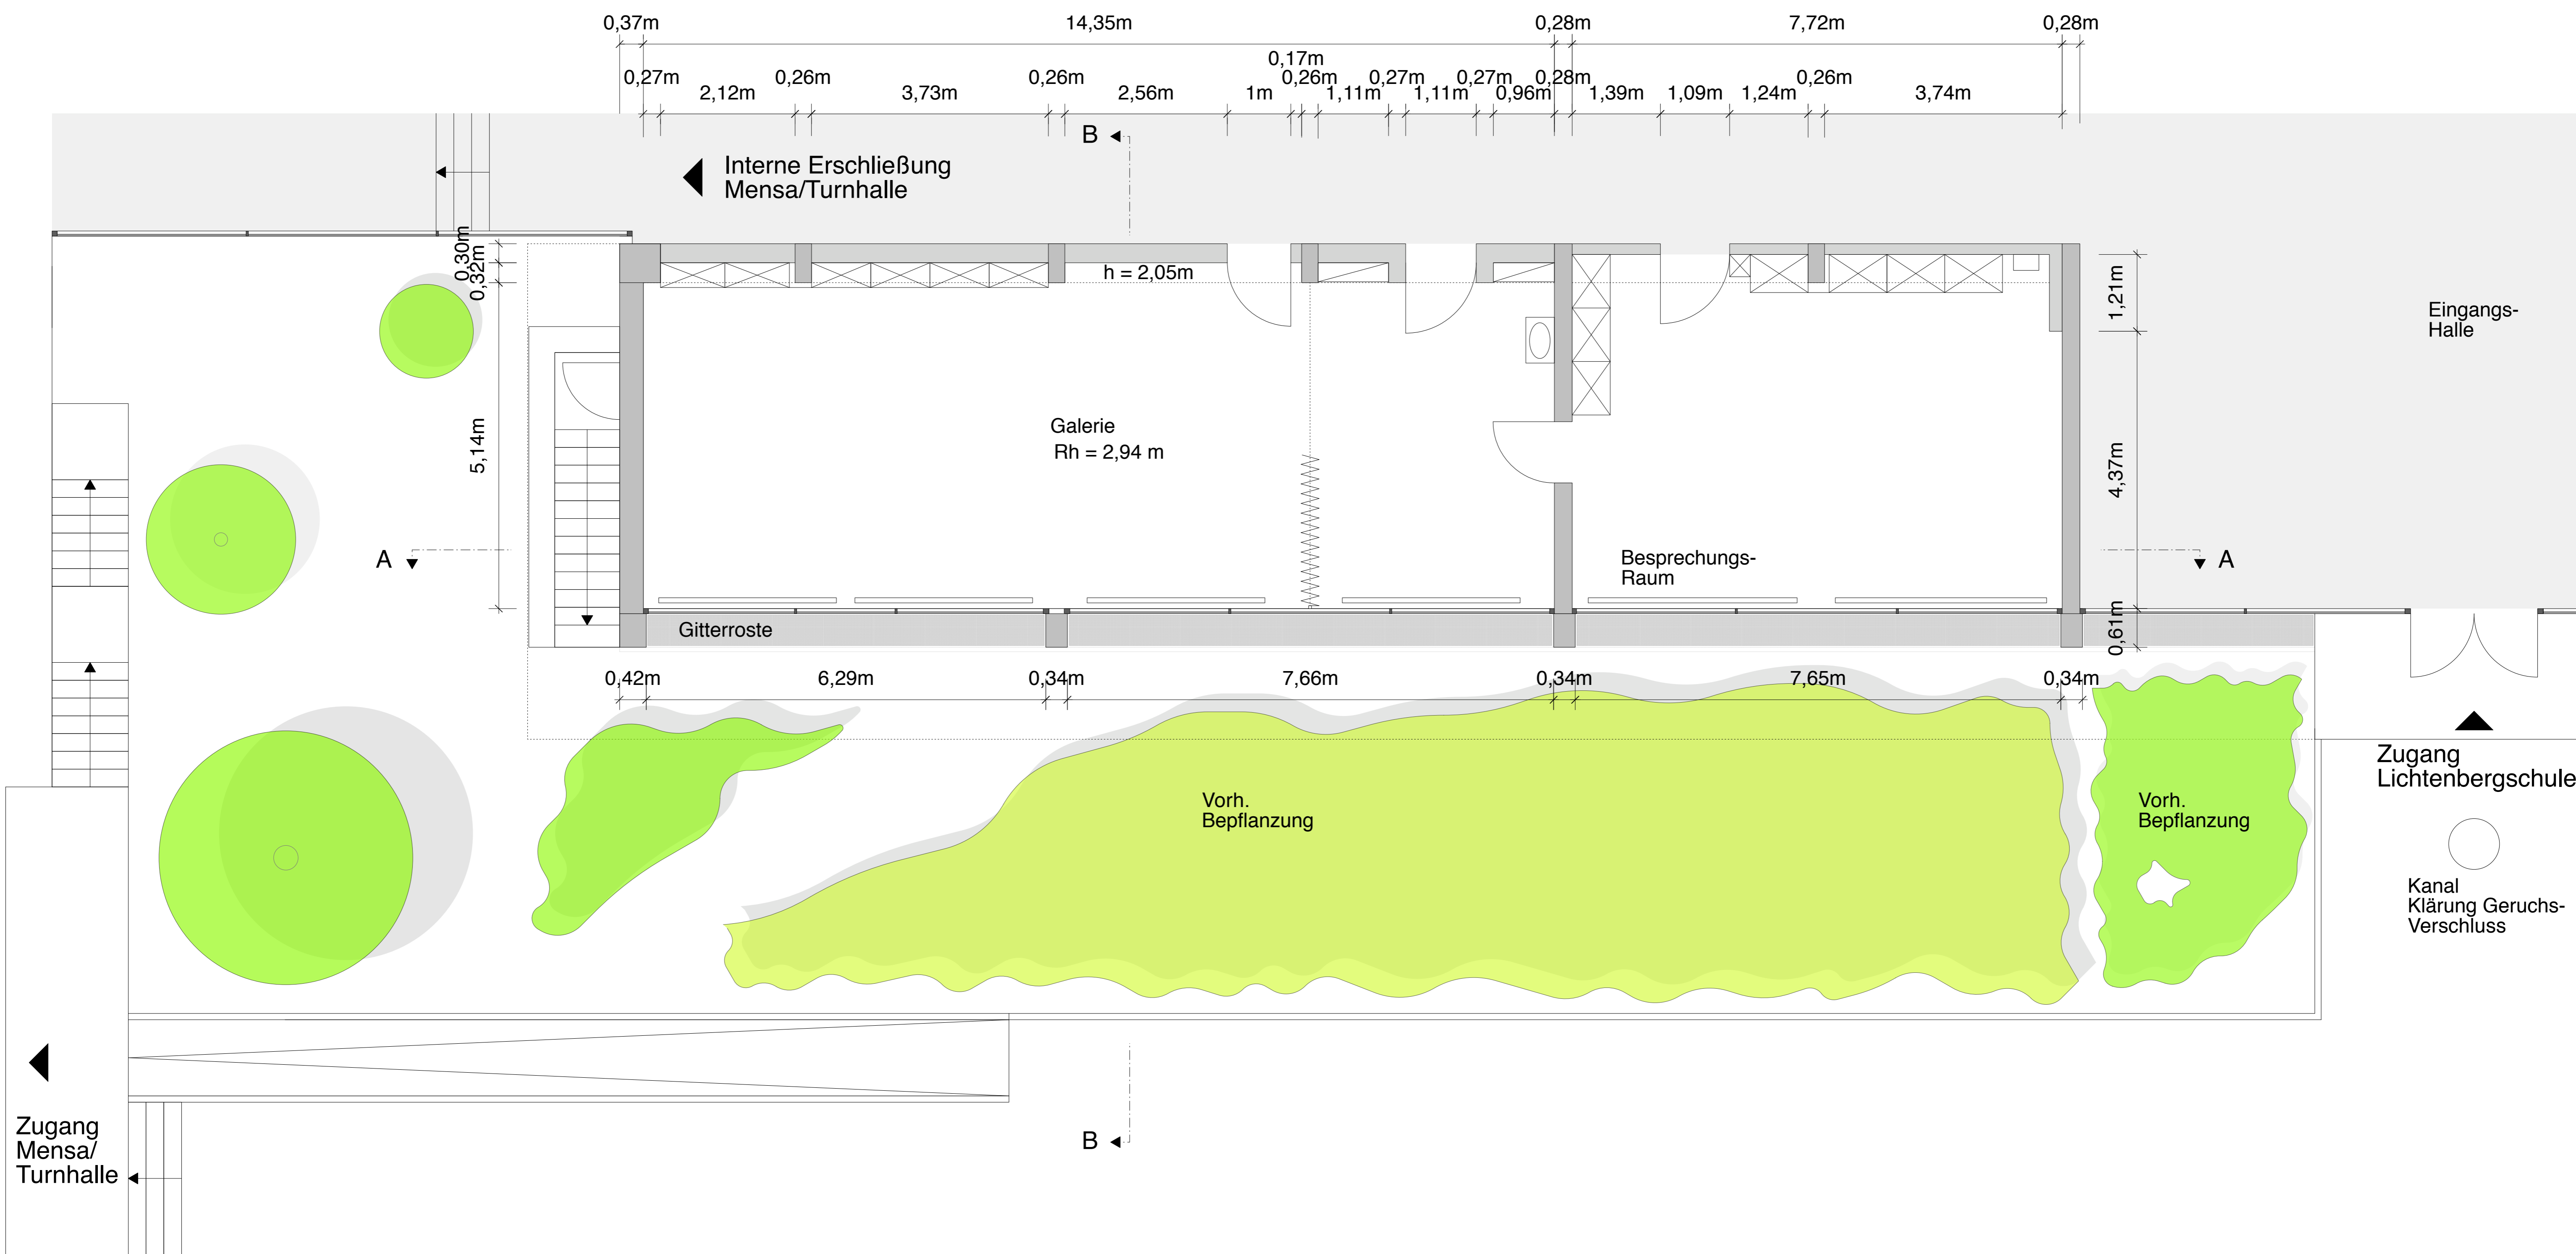 0,37m 14,35m 0,28m 7,72m 0,28m
0,17m
0,27m 0,26m 0,26m 0,26m 0,27m 0,27m 0,28m 0,26m
2,12m 3,73m 2,56m 1m 1,11m 1,11m 0,96m 1,39m 1,09m 1,24m 3,74m
B
Interne Erschließung
Mensa/Turnhalle
0,30m
0,32m
h = 2,05m
1,21m
Eingangs-
Halle
5,14m
Galerie
Rh = 2,94 m
4,37m
A
Besprechungs-
Raum
A
Gitterroste
0,61m
0,42m 6,29m 0,34m 7,66m 0,34m 7,65m 0,34m
Zugang
Lichtenbergschule
Vorh.
Bepflanzung
Vorh.
Bepflanzung
Kanal
Klärung Geruchs-
Verschluss
Zugang
Mensa/
Turnhalle
B